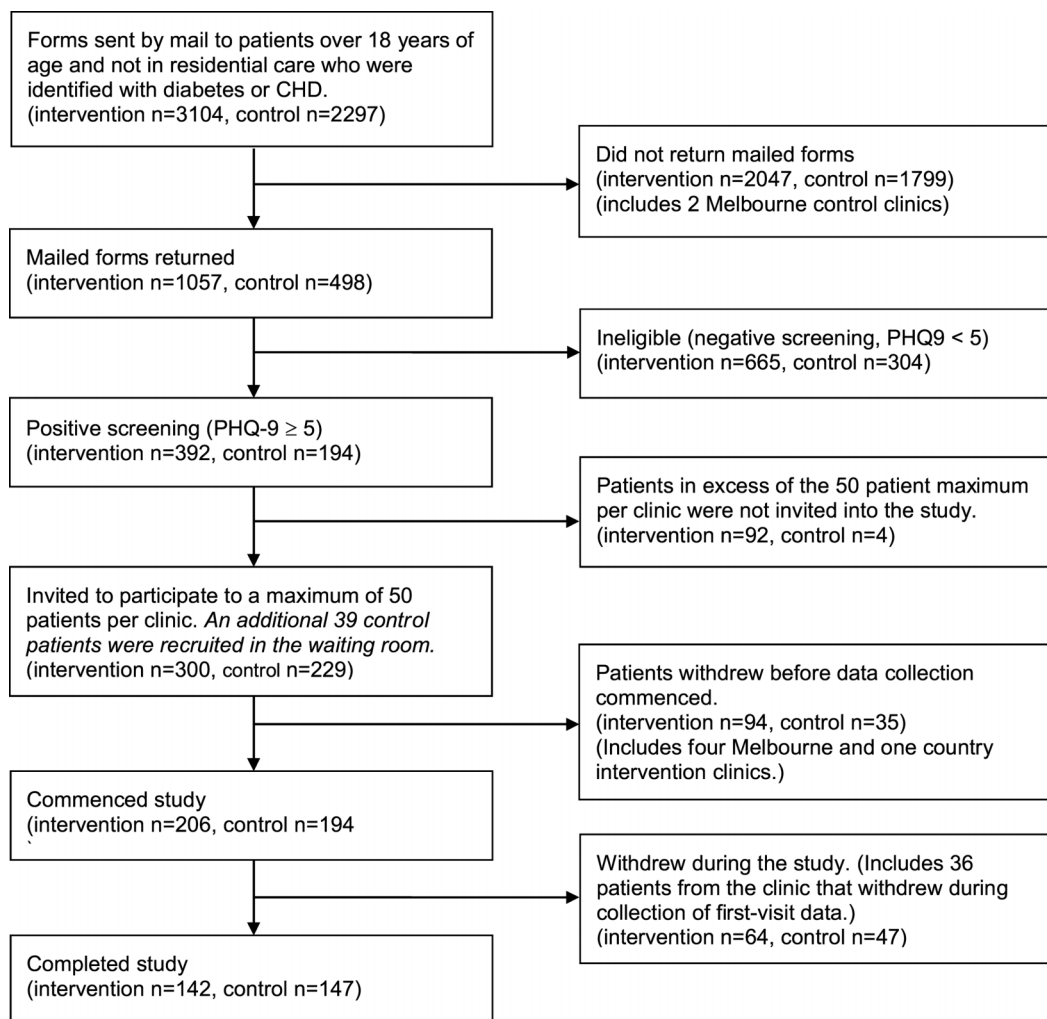 Forms sent by mail to patients over 18 years of
age and not in residential care who were
identified with diabetes or CHD.
(intervention n=3104, control n=2297)
Did not return mailed forms
(intervention n=2047, control n=1799)
(includes 2 Melbourne control clinics)
Mailed forms returned
(intervention n=1057, control n=498)
Ineligible (negative screening, PHQ9 < 5)
(intervention n=665, control n=304)
Positive screening (PHQ-9 ≥ 5)
(intervention n=392, control n=194)
Patients in excess of the 50 patient maximum
per clinic were not invited into the study.
(intervention n=92, control n=4)
Invited to participate to a maximum of 50
patients per clinic. An additional 39 control
patients were recruited in the waiting room.
(intervention n=300, control n=229)
Patients withdrew before data collection
commenced.
(intervention n=94, control n=35)
(Includes four Melbourne and one country
intervention clinics.)
Commenced study
(intervention n=206, control n=194
`
Withdrew during the study. (Includes 36
patients from the clinic that withdrew during
collection of first-visit data.)
(intervention n=64, control n=47)
Completed study
(intervention n=142, control n=147)